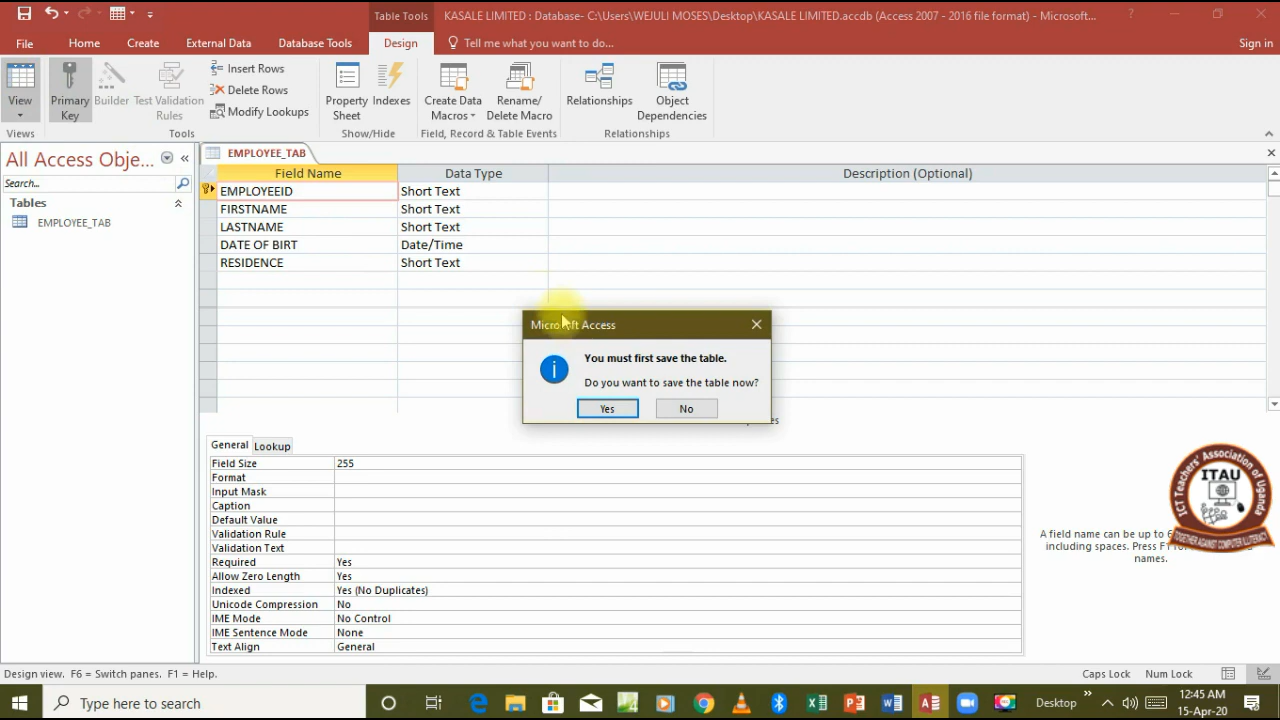 Table Tools
KASALE LIMITED : Database- C:\Users\WEJULI MOSES\Desktop\KASALE LIMITED.accdb (Access 2007 - 2016 file format) - Microsoft...
File
Home
Create
External Data
Database Tools
Design
Tell me what you want to do...
Sign in
View
Primary Key
Builder
Test Validation Rules
Insert Rows
Delete Rows
Modify Lookups
Property Sheet
Indexes
Create Data Macros
Rename/ Delete Macro
Relationships
Object Dependencies
Views
Tools
Show/Hide
Field, Record & Table Events
Relationships
All Access Obje...
Search...
Tables
EMPLOYEE_TAB
EMPLOYEE_TAB
Field Name Data Type Description (Optional)
EMPLOYEEID Short Text
FIRSTNAME Short Text
LASTNAME Short Text
DATE OF BIRT Date/Time
RESIDENCE Short Text
Microsoft Access
You must first save the table.
Do you want to save the table now?
Yes No
General Lookup
Field Size 255
Format
Input Mask
Caption
Default Value
Validation Rule
Validation Text
Required Yes
Allow Zero Length Yes
Indexed Yes (No Duplicates)
Unicode Compression No
IME Mode No Control
IME Sentence Mode None
Text Align General
A field name can be up to 6
including spaces. Press F1 for
names.
ICT Teachers' Association of Uganda
ITAU
TOGETHER AGAINST COMPUTER ILLITERACY
Design view. F6 = Switch panes. F1 = Help.
Caps Lock Num Lock
Type here to search
Desktop
12:45 AM
15-Apr-20